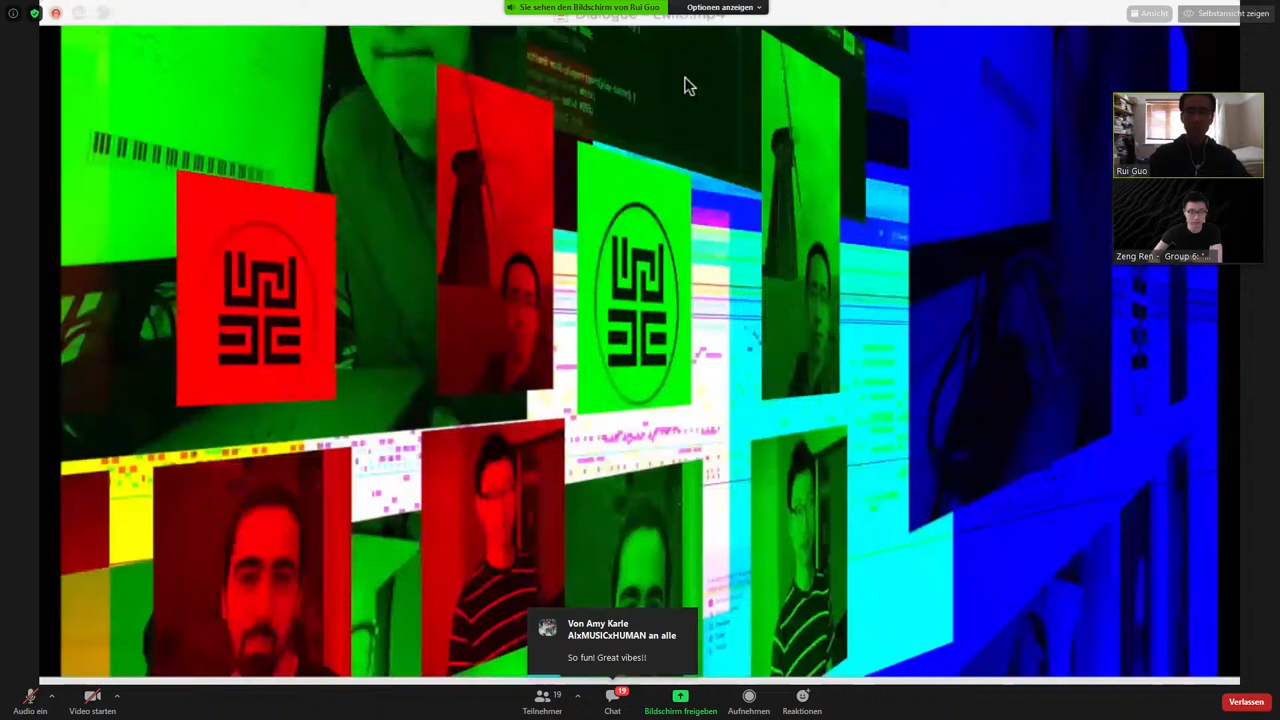 Sie sehen den Bildschirm von Rui Guo
Optionen anzeigen
Ansicht
Selbstansicht zeigen
Rui Guo
Zeng Ren - Group 6: "...
Von Amy Karle
AIxMUSICxHUMAN an alle
So fun! Great vibes!!
Audio ein
Video starten
19
Teilnehmer
19
Chat
Bildschirm freigeben
Aufnehmen
Reaktionen
Verlassen